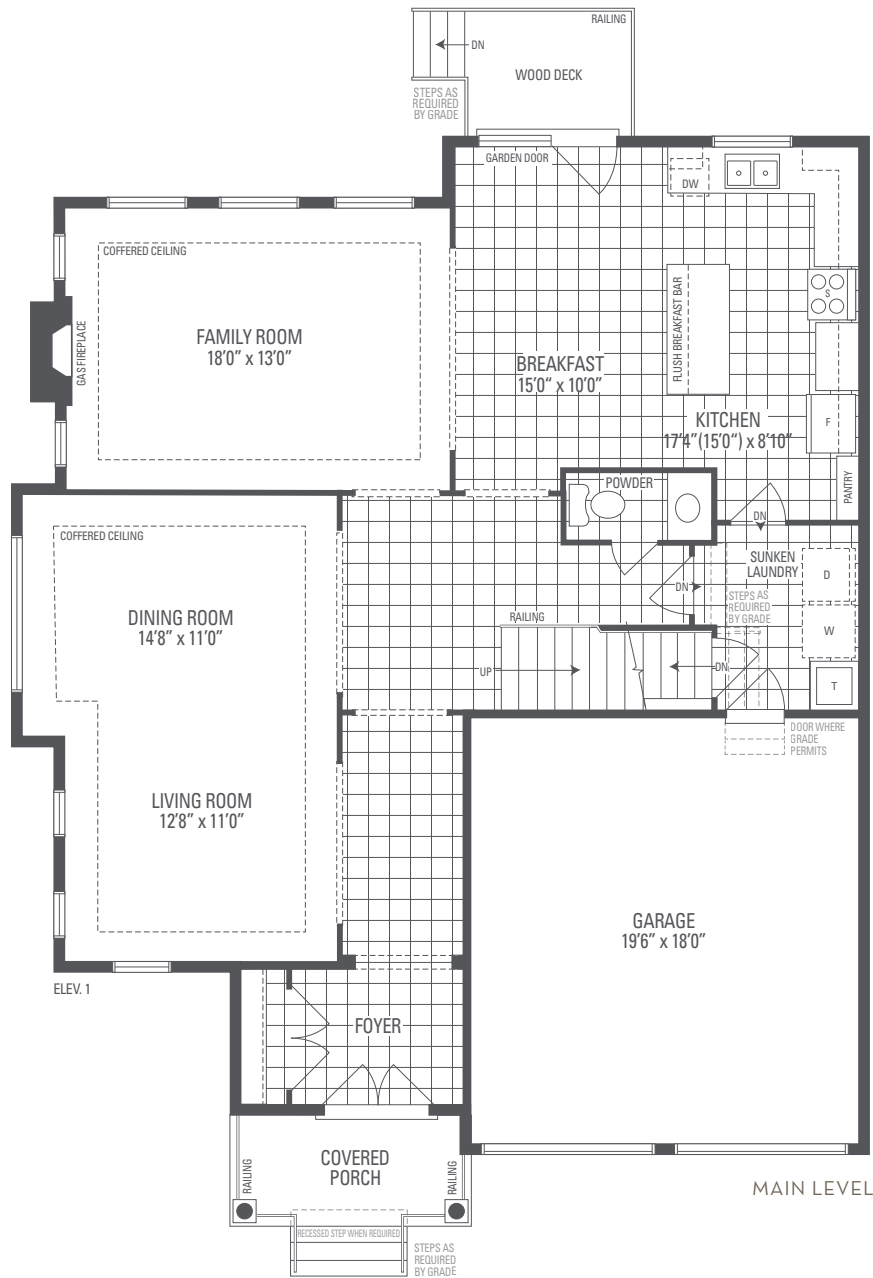 RAILING
DN
WOOD DECK
STEPS AS
REQUIRED
BY GRADE
GARDEN DOOR
DW
COFFERED CEILING
GAS FIREPLACE
FAMILY ROOM
18'0" x 13'0"
FLUSH BREAKFAST BAR
S
BREAKFAST
15'0" x 10'0"
KITCHEN
17'4"(15'0") x 8'10"
F
PANTRY
POWDER
DN
COFFERED CEILING
SUNKEN
LAUNDRY
D
DN
STEPS AS
REQUIRED
BY GRADE
DINING ROOM
14'8" x 11'0"
RAILING
W
UP
DN
T
DOOR WHERE
GRADE
PERMITS
LIVING ROOM
12'8" x 11'0"
GARAGE
19'6" x 18'0"
ELEV. 1
FOYER
COVERED
PORCH
RAILING
RAILING
MAIN LEVEL
RECESSED STEP WHEN REQUIRED
STEPS AS
REQUIRED
BY GRADE